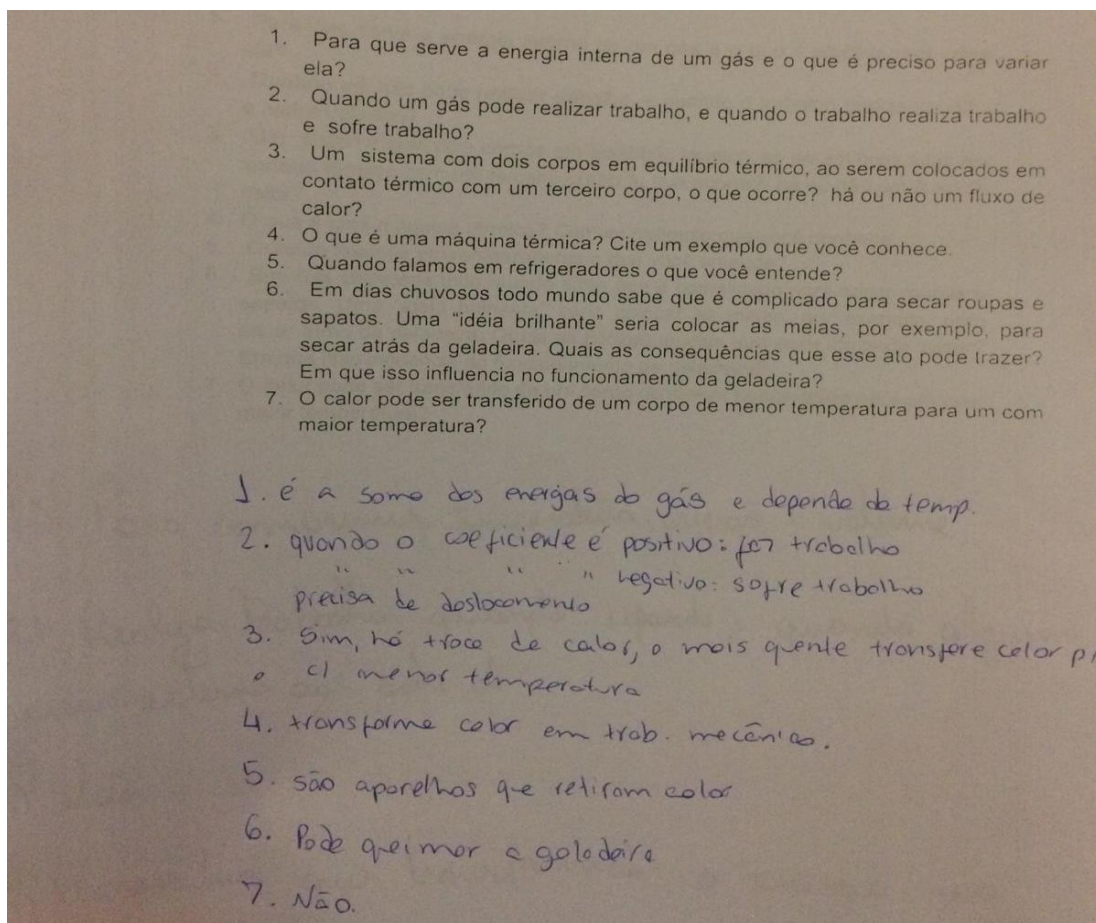 1. Para que serve a energia interna de um gás e o que é preciso para variar
ela?
2. Quando um gás pode realizar trabalho, e quando o trabalho realiza trabalho
e sofre trabalho?
3. Um sistema com dois corpos em equilíbrio térmico, ao serem colocados em
contato térmico com um terceiro corpo, o que ocorre? há ou não um fluxo de
calor?
4. O que é uma máquina térmica? Cite um exemplo que você conhece.
5. Quando falamos em refrigeradores o que você entende?
6. Em dias chuvosos todo mundo sabe que é complicado para secar roupas e
sapatos. Uma “idéia brilhante” seria colocar as meias, por exemplo, para
secar atrás da geladeira. Quais as consequências que esse ato pode trazer?
Em que isso influencia no funcionamento da geladeira?
7. O calor pode ser transferido de um corpo de menor temperatura para um com
maior temperatura?
1. é a soma das energias do gás e depende da temp.
2. quando o coeficiente é positivo: faz trabalho
" " " " negativo: sofre trabalho
precisa de deslocamento
3. Sim, há troca de calor, o mais quente transfere calor p/
o c/ menor temperatura
4. transforma calor em trab. mecânico.
5. são aparelhos que retiram calor
6. Pode queimar a geladeira
7. Não.